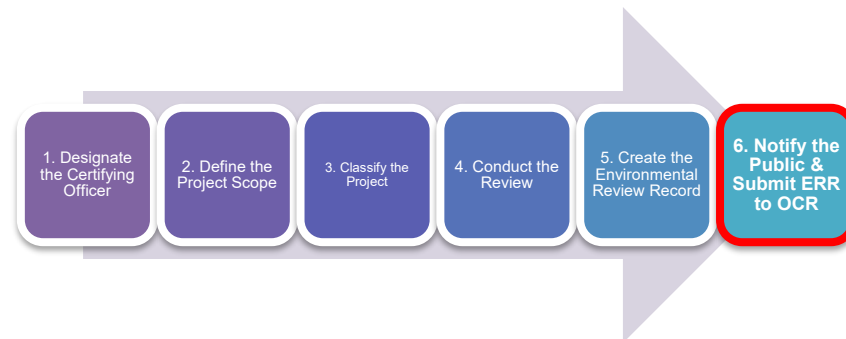 1. Designate
the Certifying
Officer
2. Define the
Project Scope
3. Classify the
Project
4. Conduct the
Review
5. Create the
Environmental
Review Record
6. Notify the
Public &
Submit ERR
to OCR